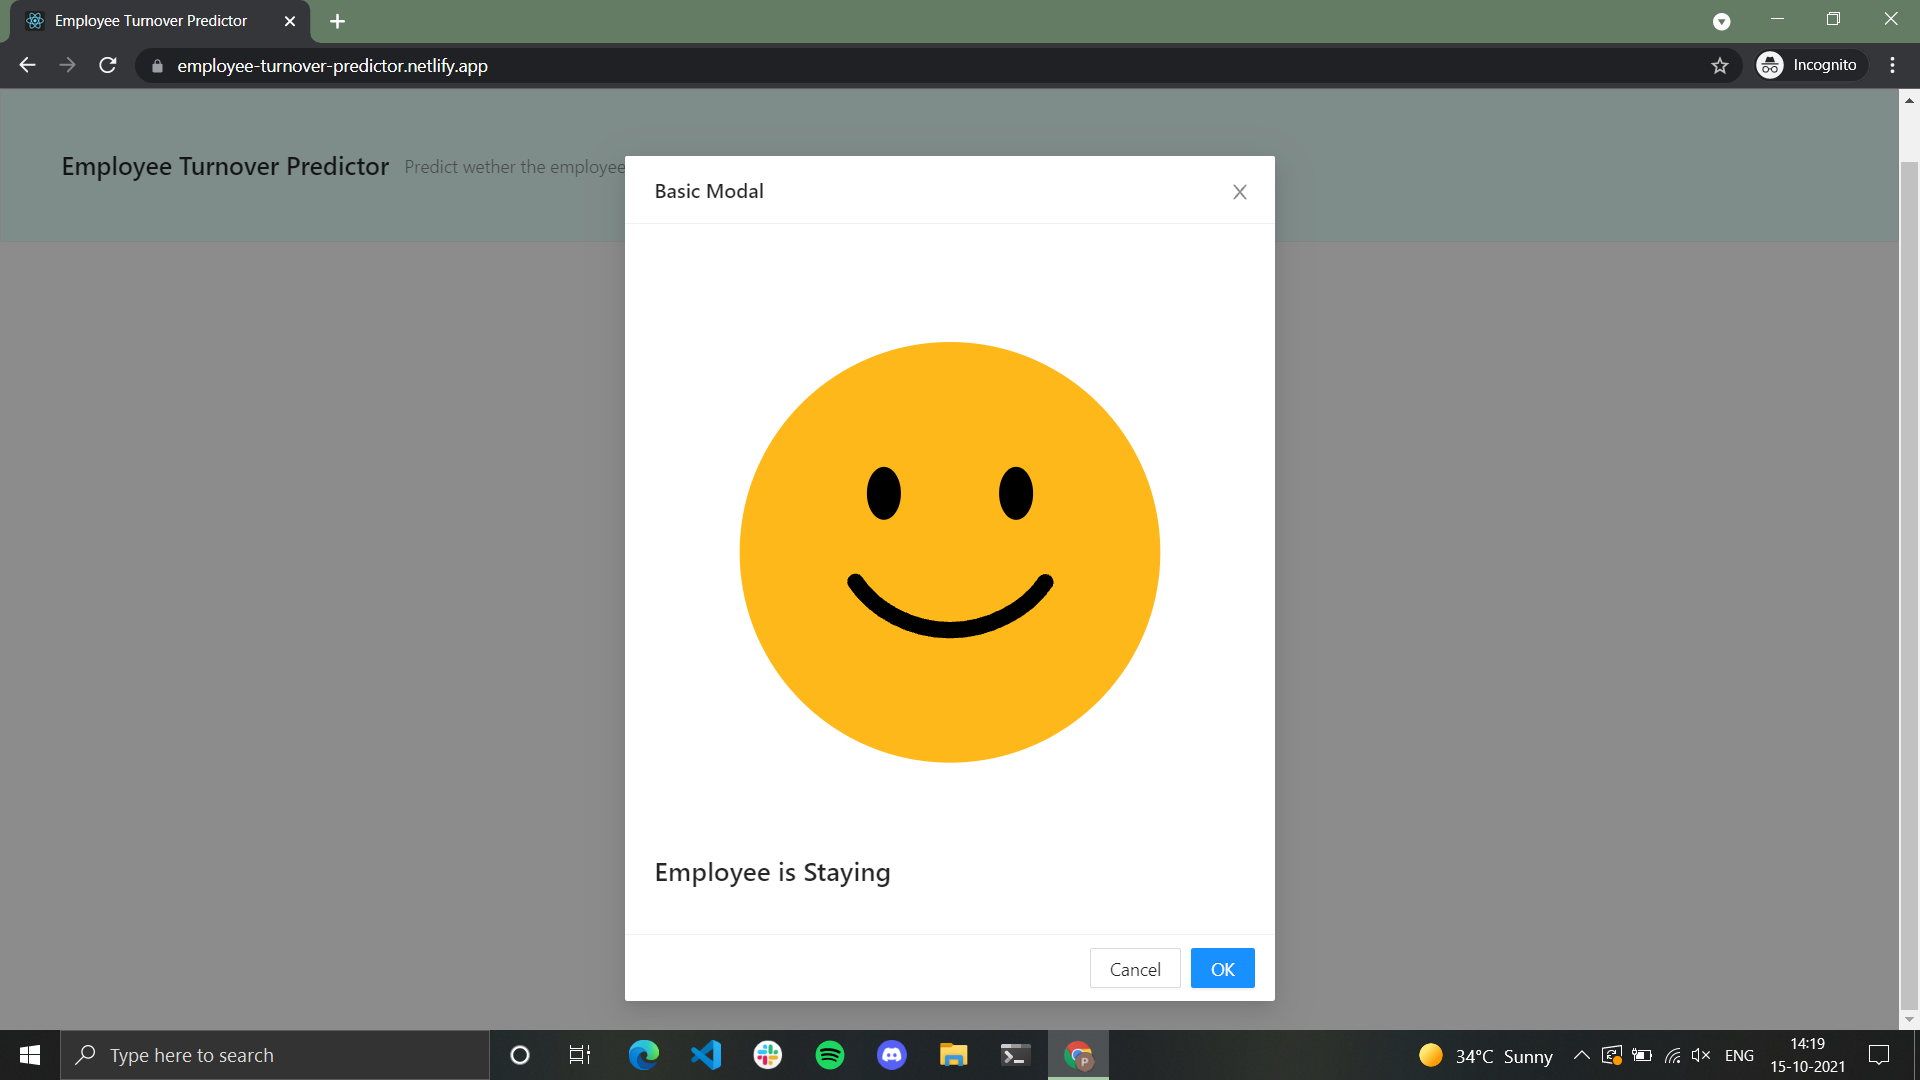 Employee Turnover Predictor
employee-turnover-predictor.netlify.app
Incognito
Employee Turnover Predictor Predict wether the employee
Basic Modal
Employee is Staying
Cancel
OK
Type here to search
34°C Sunny
ENG
14:19
15-10-2021
P